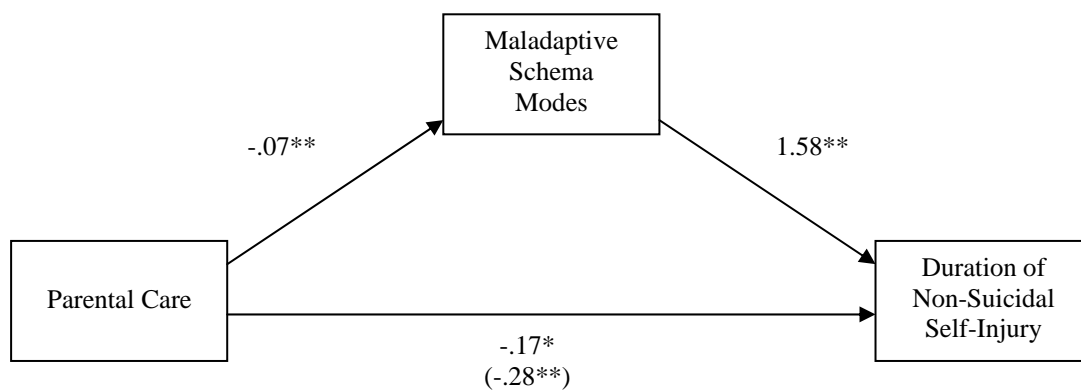 Maladaptive
Schema
Modes
-.07**
1.58**
Parental Care
Duration of
Non-Suicidal
Self-Injury
-.17*
(-.28**)